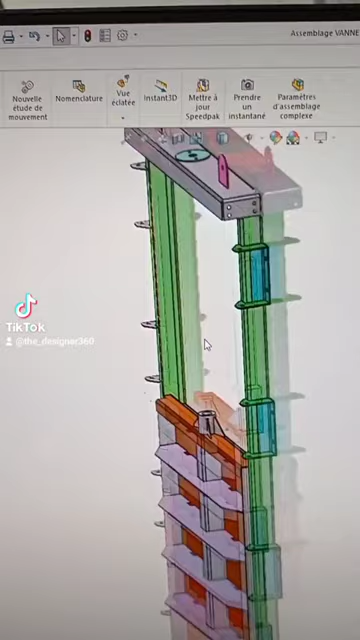 Assemblage VANNE
Nouvelle
étude de
mouvement
Nomenclature
Vue
éclatée
Instant3D
Mettre à
jour
Speedpak
Prendre
un
instantané
Paramètres
d'assemblage
complexe
TikTok
@the_designer360